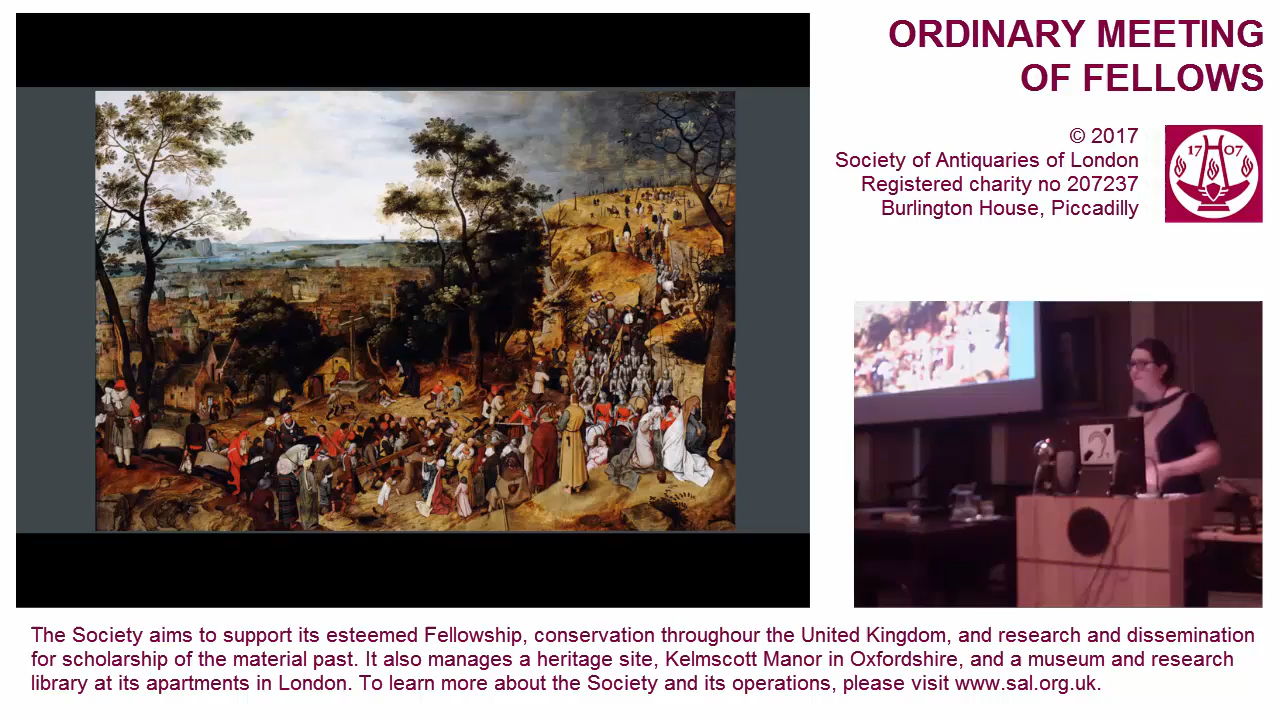 ORDINARY MEETING
OF FELLOWS
© 2017
Society of Antiquaries of London
Registered charity no 207237
Burlington House, Piccadilly
17 07
The Society aims to support its esteemed Fellowship, conservation throughour the United Kingdom, and research and dissemination
for scholarship of the material past. It also manages a heritage site, Kelmscott Manor in Oxfordshire, and a museum and research
library at its apartments in London. To learn more about the Society and its operations, please visit www.sal.org.uk.